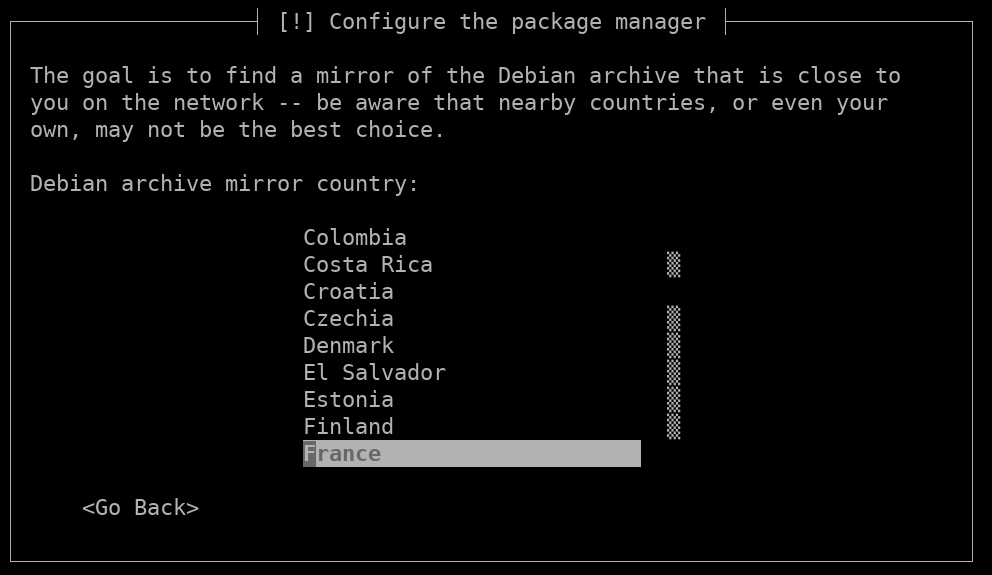 [!] Configure the package manager
The goal is to find a mirror of the Debian archive that is close to
you on the network -- be aware that nearby countries, or even your
own, may not be the best choice.
Debian archive mirror country:
Colombia
Costa Rica
Croatia
Czechia
Denmark
El Salvador
Estonia
Finland
France
<Go Back>